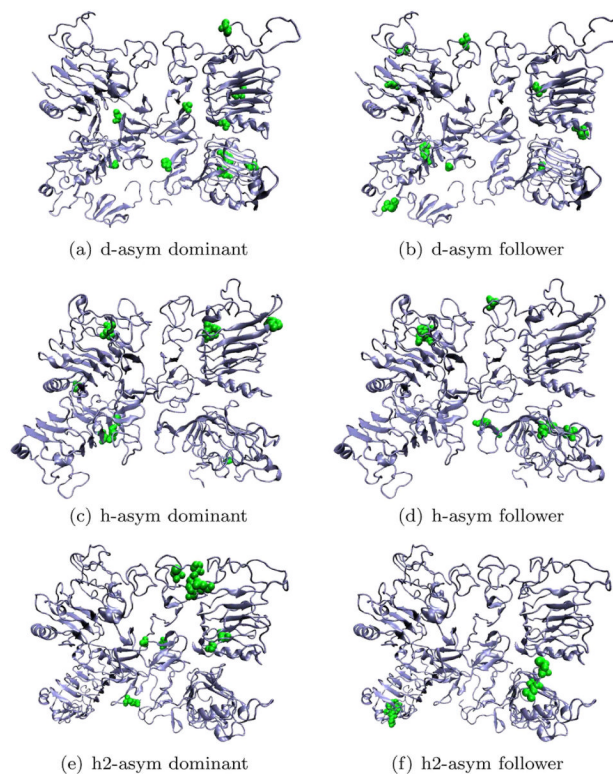 (a) d-asym dominant
(b) d-asym follower
(c) h-asym dominant
(d) h-asym follower
(e) h2-asym dominant
(f) h2-asym follower